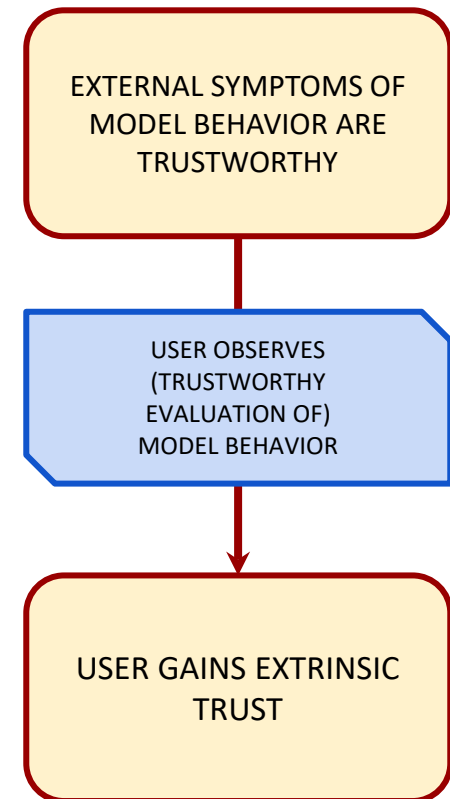 EXTERNAL SYMPTOMS OF
MODEL BEHAVIOR ARE
TRUSTWORTHY
USER OBSERVES
(TRUSTWORTHY
EVALUATION OF)
MODEL BEHAVIOR
USER GAINS EXTRINSIC
TRUST